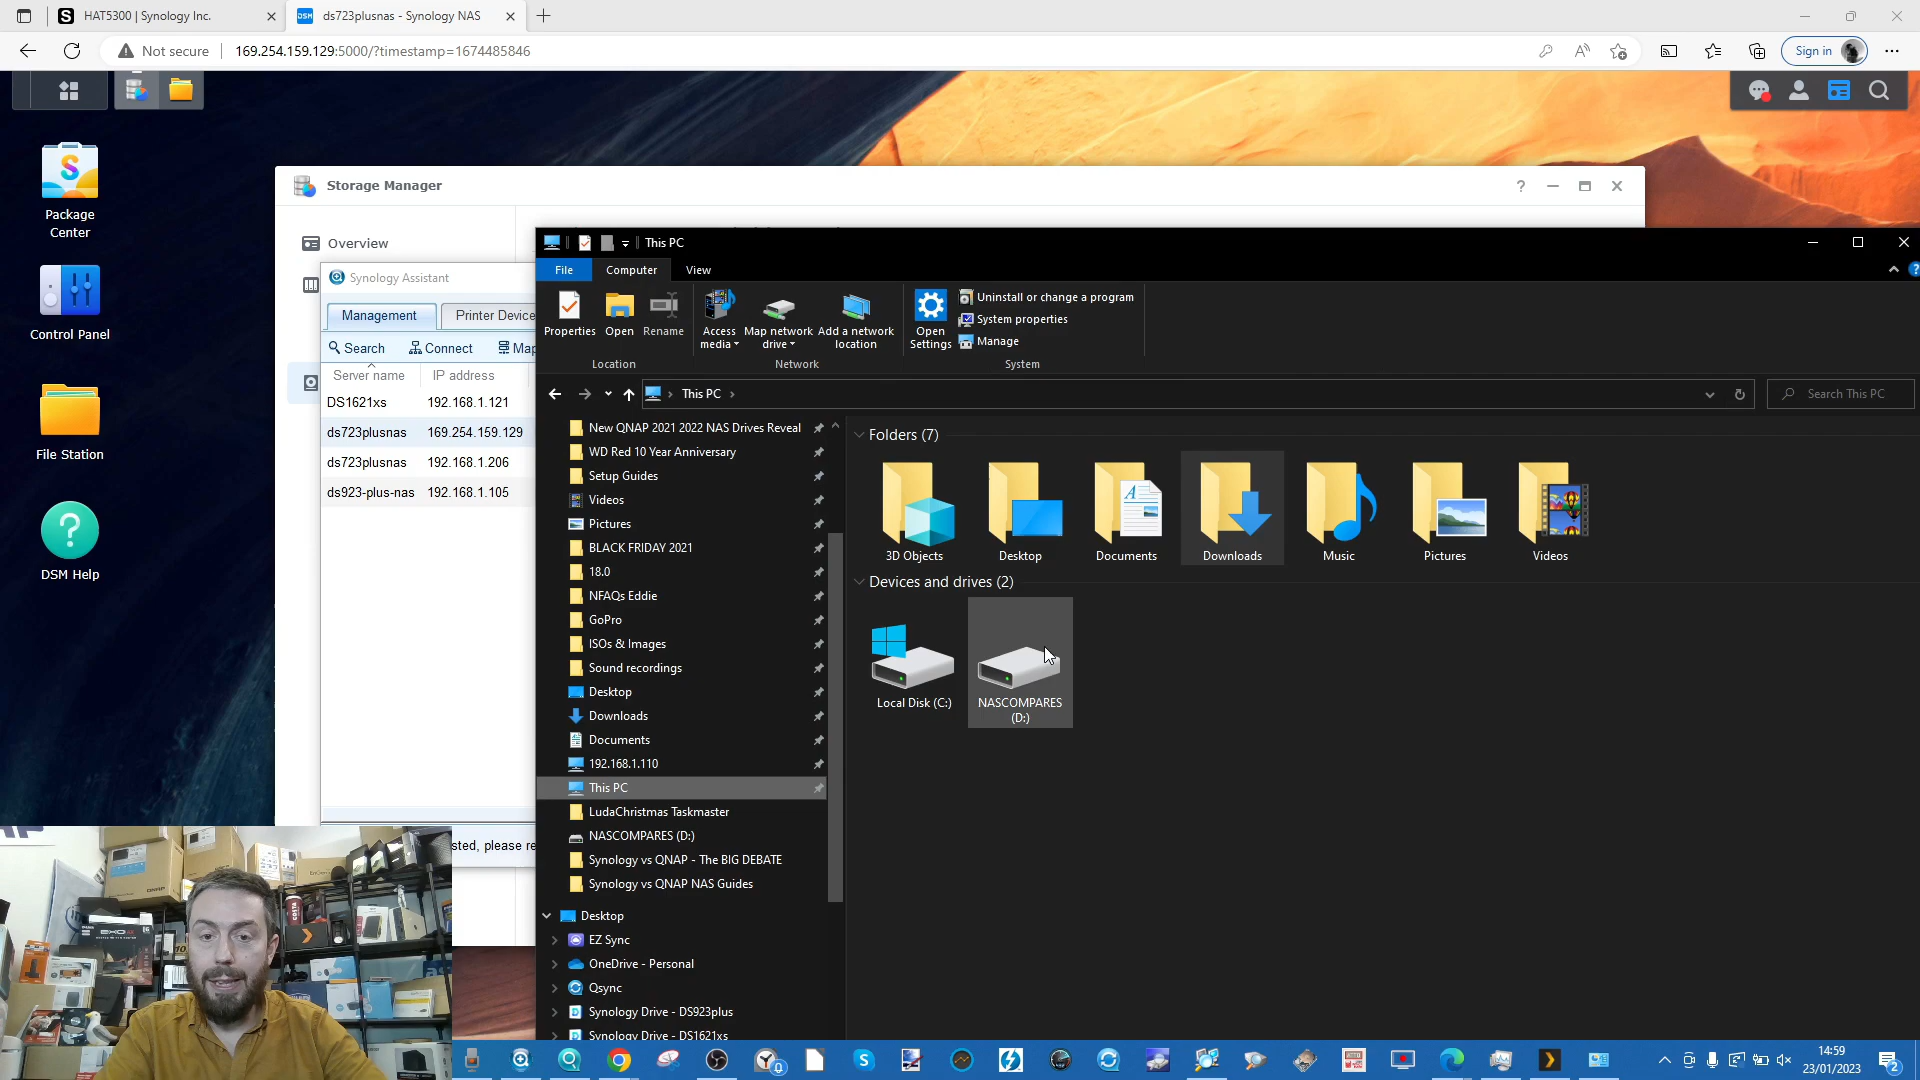 HAT5300 | Synology Inc.
ds723plusnas - Synology NAS
Not secure
169.254.159.129:5000/?timestamp=1674485846
Sign in
Package
Center
Control Panel
File Station
DSM Help
Storage Manager
Overview
Synology Assistant
Management
Printer Device
Search
Connect
Map
Server name
IP address
DS1621xs
192.168.1.121
ds723plusnas
169.254.159.129
ds723plusnas
192.168.1.206
ds923-plus-nas
192.168.1.105
sted, please re
This PC
File
Computer
View
Properties
Open
Rename
Access
media
Map network
drive
Add a network
location
Open
Settings
Uninstall or change a program
System properties
Manage
Location
Network
System
This PC
Search This PC
New QNAP 2021 2022 NAS Drives Reveal
WD Red 10 Year Anniversary
Setup Guides
Videos
Pictures
BLACK FRIDAY 2021
18.0
NFAQs Eddie
GoPro
ISOs & Images
Sound recordings
Desktop
Downloads
Documents
192.168.1.110
This PC
LudaChristmas Taskmaster
NASCOMPARES (D:)
Synology vs QNAP - The BIG DEBATE
Synology vs QNAP NAS Guides
Desktop
EZ Sync
OneDrive - Personal
Qsync
Synology Drive - DS923plus
Synology Drive - DS1621xs
Folders (7)
3D Objects
Desktop
Documents
Downloads
Music
Pictures
Videos
Devices and drives (2)
Local Disk (C:)
NASCOMPARES
(D:)
14:59
23/01/2023
2